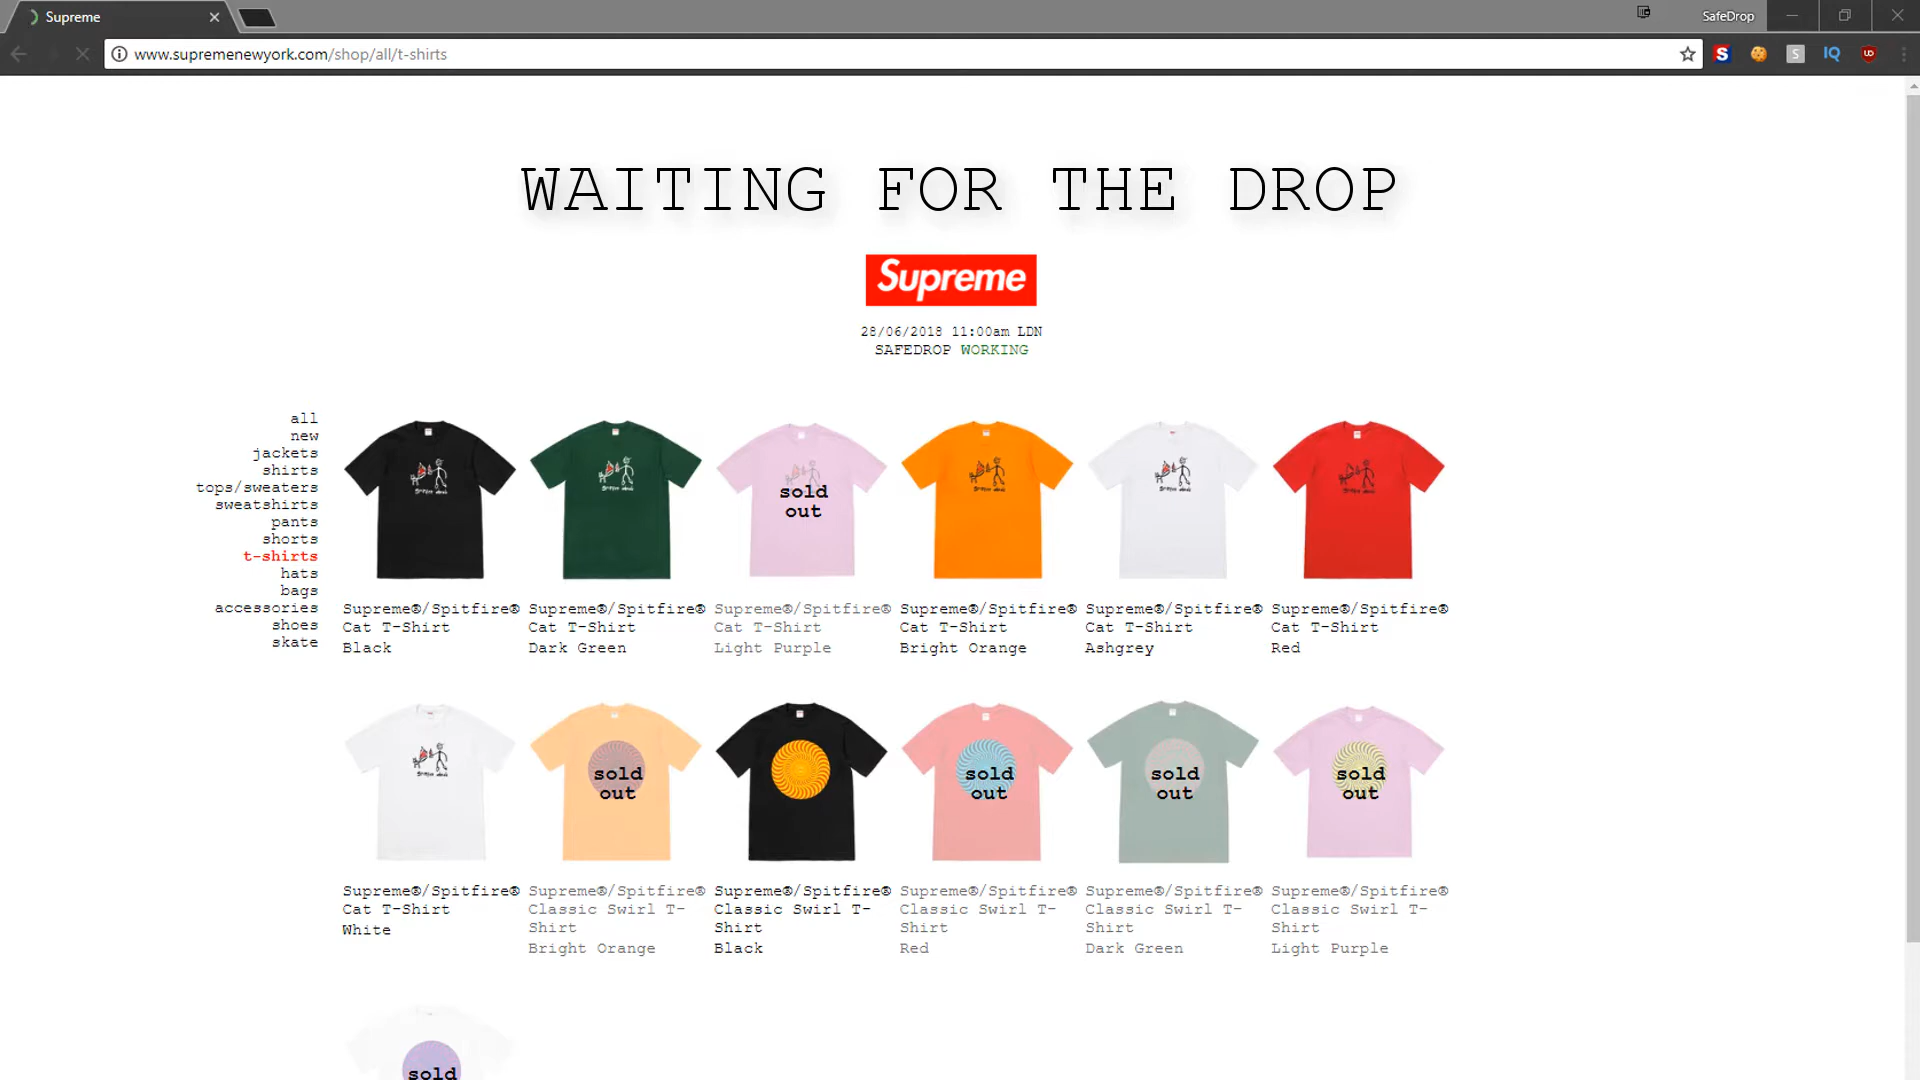 Supreme
SafeDrop
www.supremenewyork.com/shop/all/t-shirts
S
S
IQ
UD
WAITING FOR THE DROP
Supreme
28/06/2018 11:00am LDN
SAFEDROP WORKING
all
new
jackets
shirts
tops/sweaters
sweatshirts
pants
shorts
t-shirts
hats
bags
accessories
shoes
skate
sold
out
Supreme®/Spitfire®
Cat T-Shirt
Black
Supreme®/Spitfire®
Cat T-Shirt
Dark Green
Supreme®/Spitfire®
Cat T-Shirt
Light Purple
Supreme®/Spitfire®
Cat T-Shirt
Bright Orange
Supreme®/Spitfire®
Cat T-Shirt
Ashgrey
Supreme®/Spitfire®
Cat T-Shirt
Red
sold
out
sold
out
sold
out
sold
out
Supreme®/Spitfire®
Cat T-Shirt
White
Supreme®/Spitfire®
Classic Swirl T-
Shirt
Bright Orange
Supreme®/Spitfire®
Classic Swirl T-
Shirt
Black
Supreme®/Spitfire®
Classic Swirl T-
Shirt
Red
Supreme®/Spitfire®
Classic Swirl T-
Shirt
Dark Green
Supreme®/Spitfire®
Classic Swirl T-
Shirt
Light Purple
sold